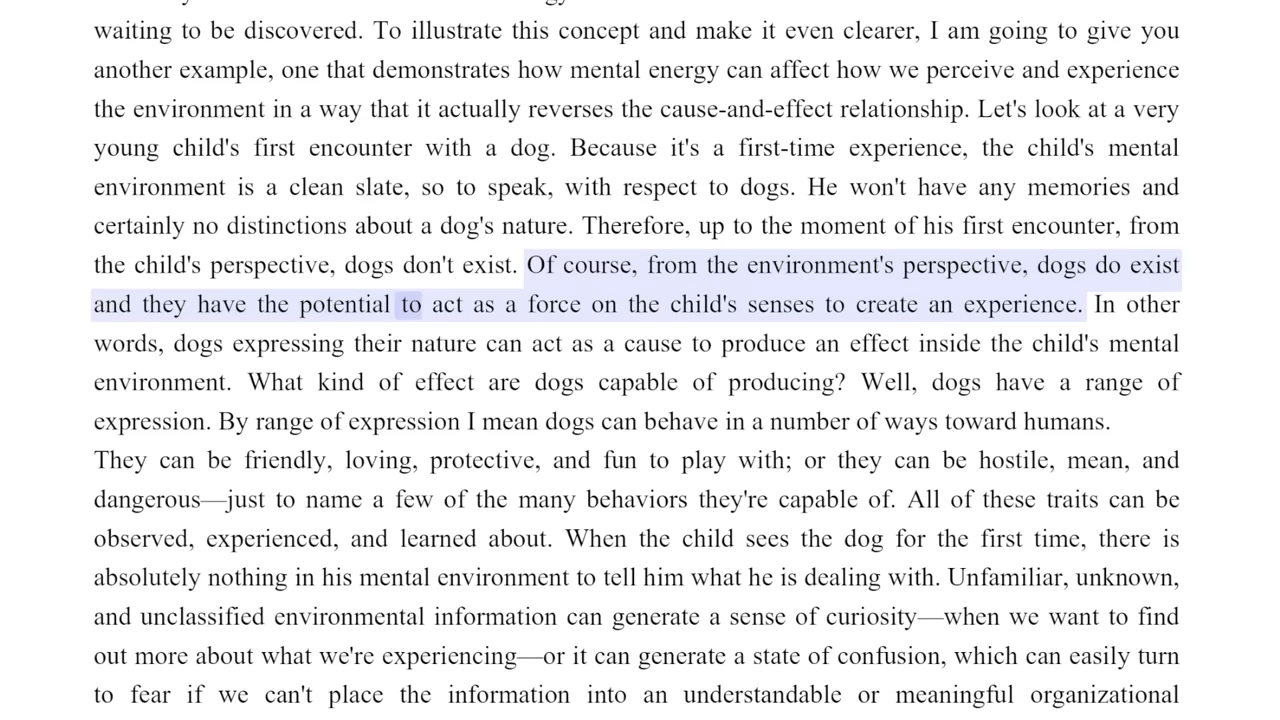 waiting to be discovered. To illustrate this concept and make it even clearer, I am going to give you
another example, one that demonstrates how mental energy can affect how we perceive and experience
the environment in a way that it actually reverses the cause-and-effect relationship. Let's look at a very
young child's first encounter with a dog. Because it's a first-time experience, the child's mental
environment is a clean slate, so to speak, with respect to dogs. He won't have any memories and
certainly no distinctions about a dog's nature. Therefore, up to the moment of his first encounter, from
the child's perspective, dogs don't exist. Of course, from the environment's perspective, dogs do exist
and they have the potential to act as a force on the child's senses to create an experience. In other
words, dogs expressing their nature can act as a cause to produce an effect inside the child's mental
environment. What kind of effect are dogs capable of producing? Well, dogs have a range of
expression. By range of expression I mean dogs can behave in a number of ways toward humans.
They can be friendly, loving, protective, and fun to play with; or they can be hostile, mean, and
dangerous—just to name a few of the many behaviors they're capable of. All of these traits can be
observed, experienced, and learned about. When the child sees the dog for the first time, there is
absolutely nothing in his mental environment to tell him what he is dealing with. Unfamiliar, unknown,
and unclassified environmental information can generate a sense of curiosity—when we want to find
out more about what we're experiencing—or it can generate a state of confusion, which can easily turn
to fear if we can't place the information into an understandable or meaningful organizational